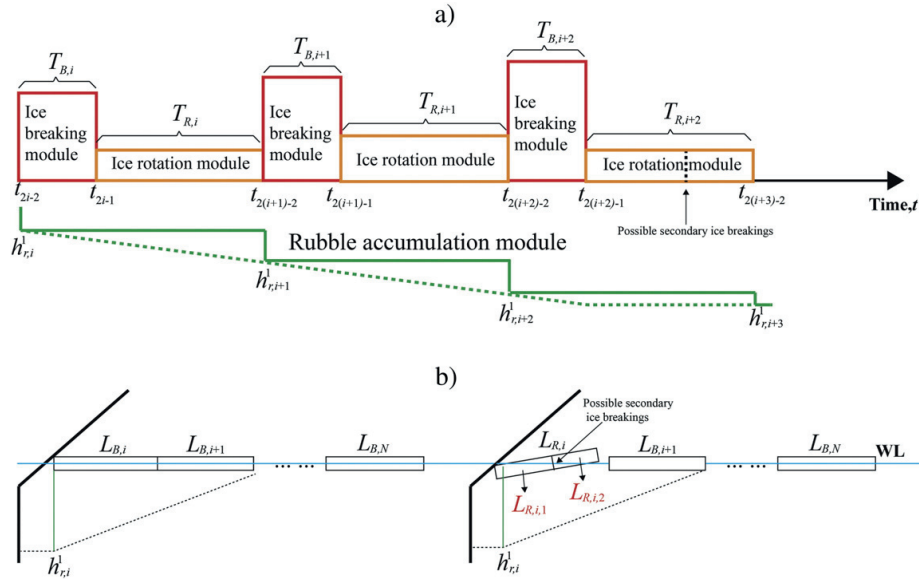 a)
T_{B,i}
T_{B,i+1}
T_{B,i+2}
T_{R,i}
T_{R,i+1}
T_{R,i+2}
Ice
breaking
module
Ice rotation module
Ice
breaking
module
Ice rotation module
Ice
breaking
module
Ice rotation module
t_{2i-2}
t_{2i-1}
t_{2(i+1)-2}
t_{2(i+1)-1}
t_{2(i+2)-2}
t_{2(i+2)-1}
t_{2(i+3)-2}
Time,t
Possible secondary ice breakings
Rubble accumulation module
h^1_{r,i}
h^1_{r,i+1}
h^1_{r,i+2}
h^1_{r,i+3}
b)
L_{B,i}
L_{B,i+1}
L_{B,N}
... ...
h^1_{r,i}
Possible secondary
ice breakings
L_{R,i}
L_{B,i+1}
L_{B,N}
WL
... ...
L_{R,i,1}
L_{R,i,2}
h^1_{r,i}